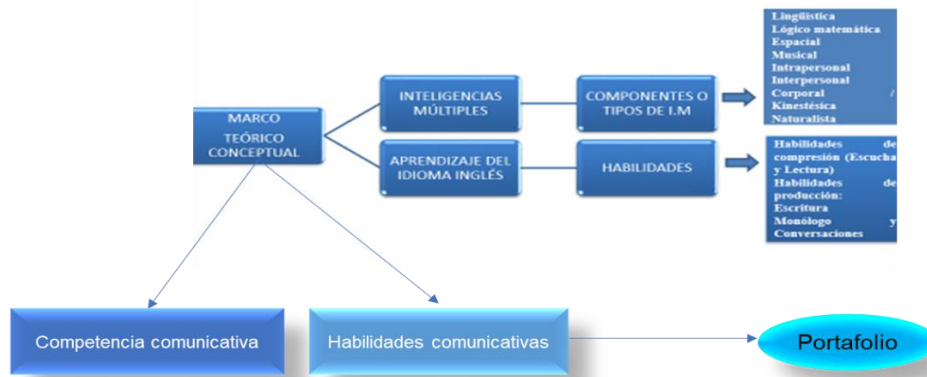 MARCO
TEÓRICO
CONCEPTUAL
INTELIGENCIAS
MÚLTIPLES
COMPONENTES O
TIPOS DE I.M
Lingüística
Lógico matemática
Espacial
Musical
Intrapersonal
Interpersonal
Corporal /
Kinestésica
Naturalista
APRENDIZAJE DEL
IDIOMA INGLÉS
HABILIDADES
Habilidades de
compresión (Escucha
y Lectura)
Habilidades de
producción:
Escritura
Monólogo y
Conversaciones
Competencia comunicativa
Habilidades comunicativas
Portafolio